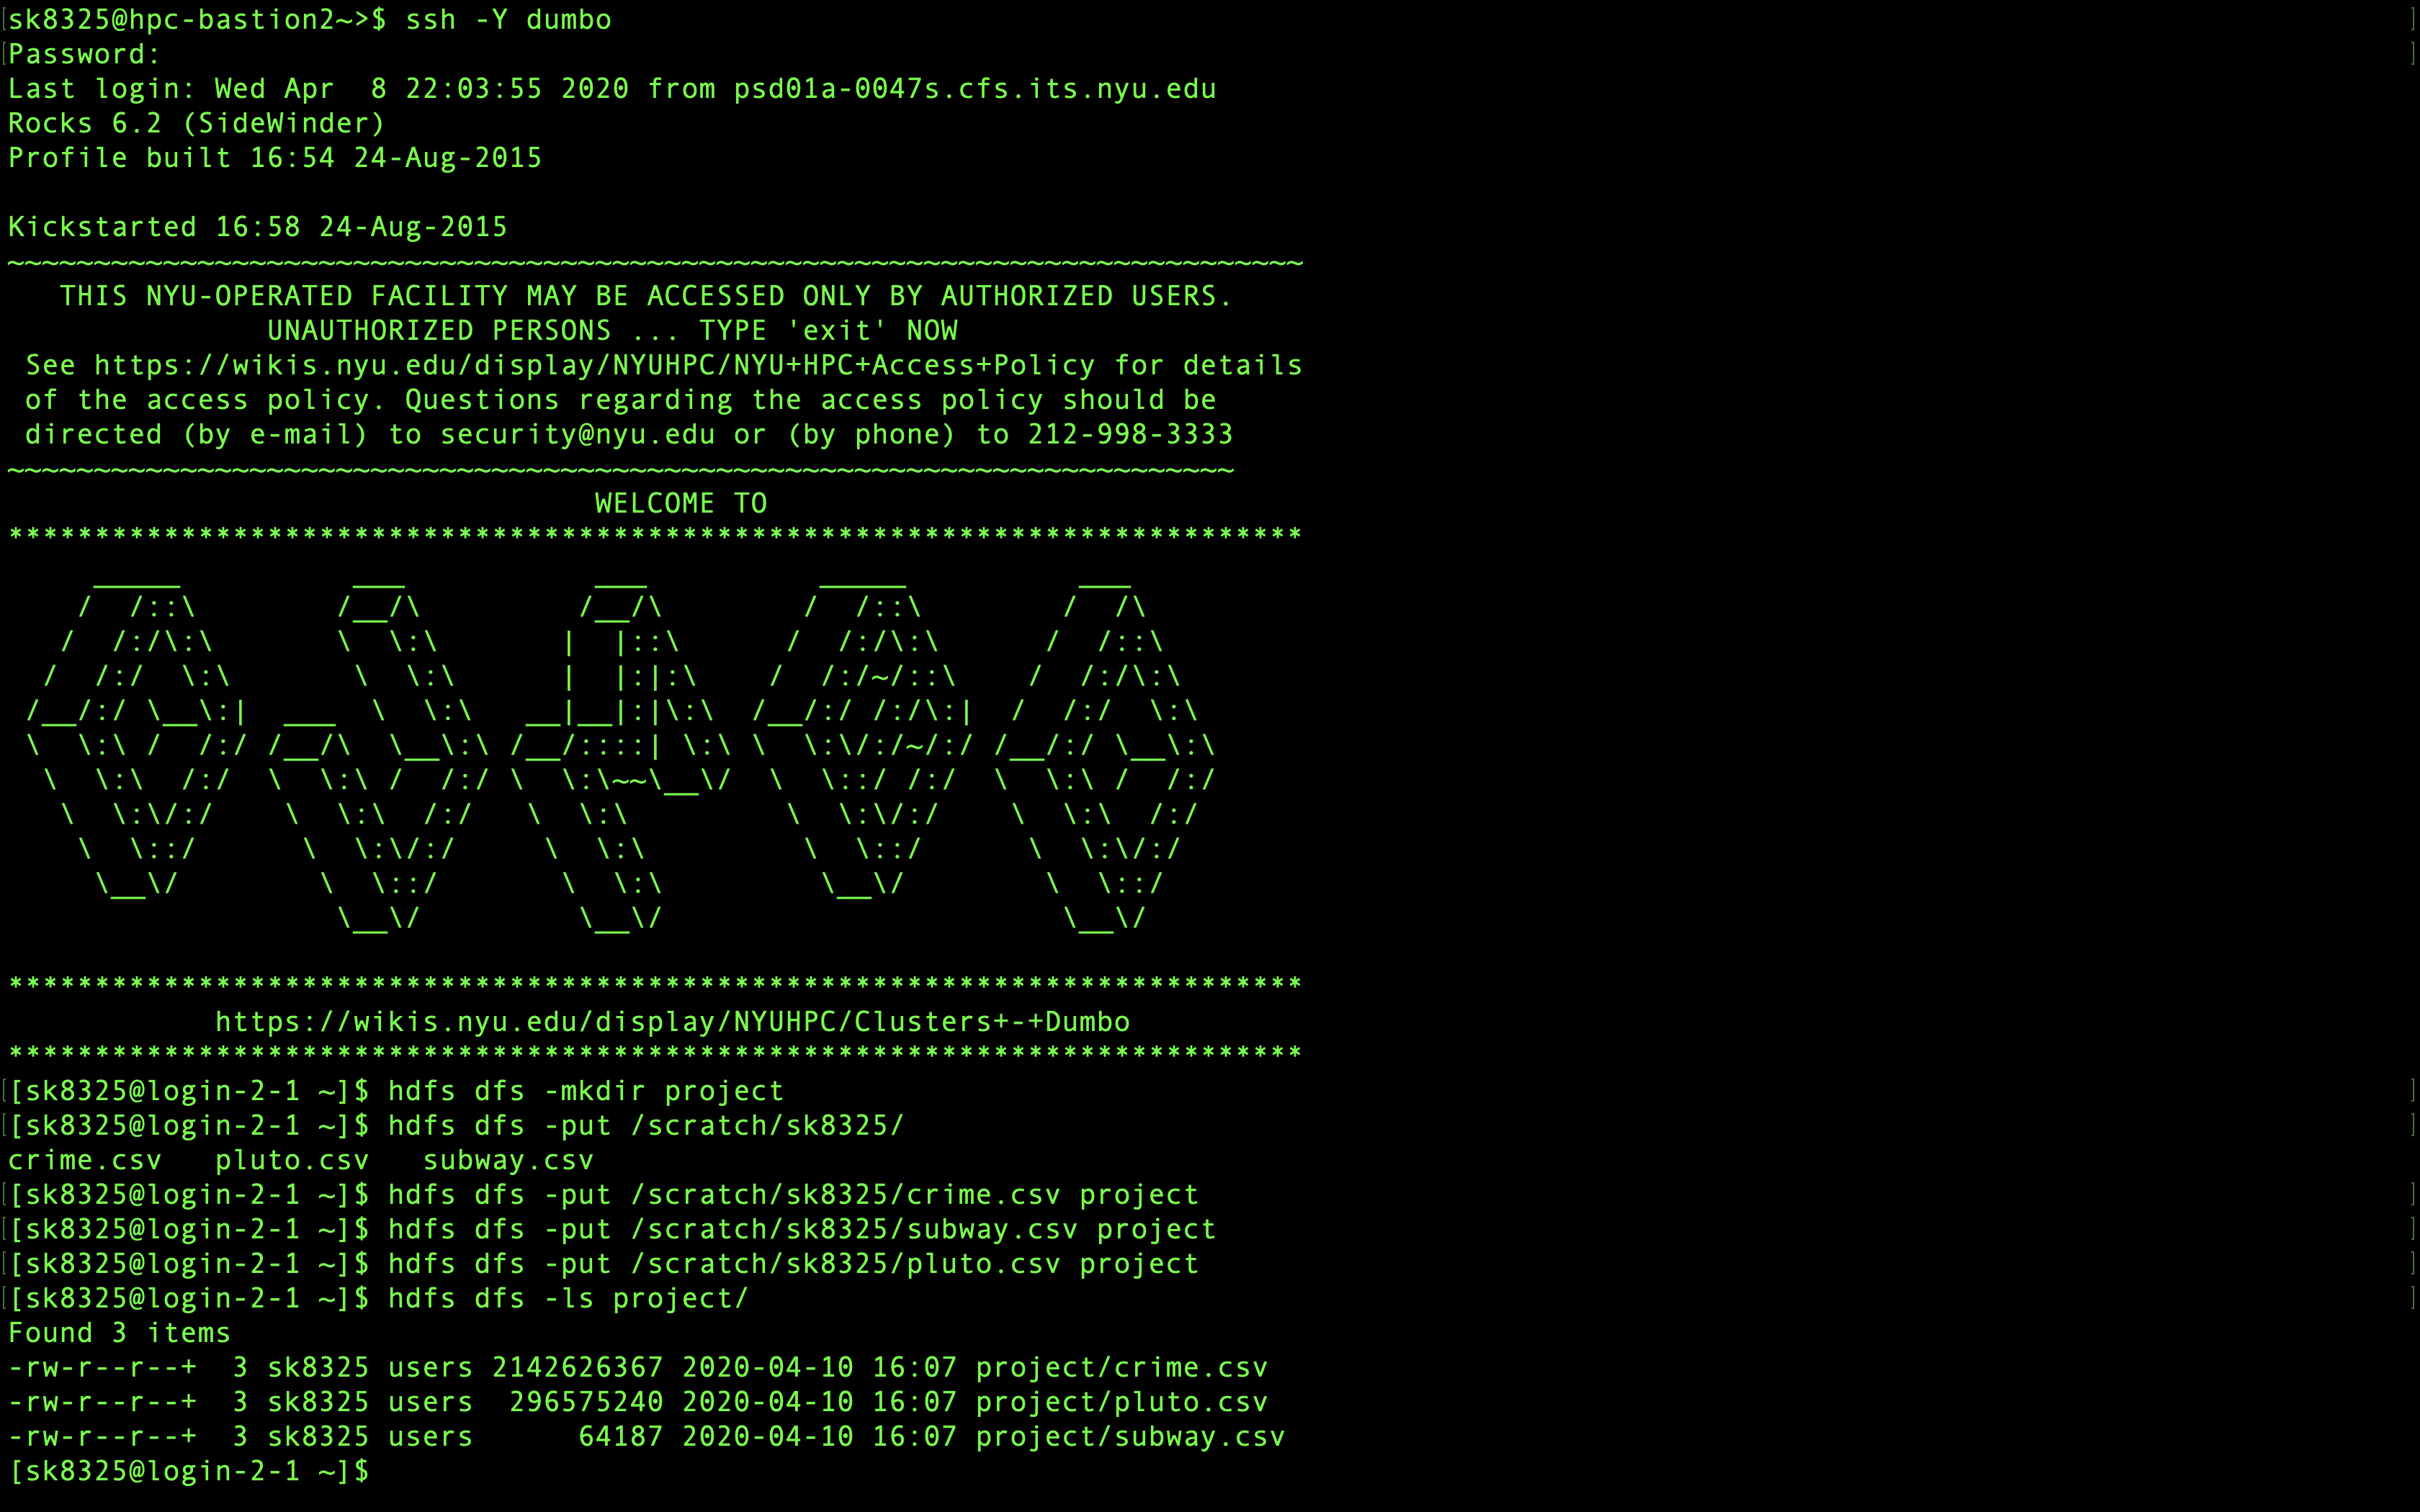 sk8325@hpc-bastion2~>$ ssh -Y dumbo
Password:
Last login: Wed Apr  8 22:03:55 2020 from psd01a-0047s.cfs.its.nyu.edu
Rocks 6.2 (SideWinder)
Profile built 16:54 24-Aug-2015
Kickstarted 16:58 24-Aug-2015
~~~~~~~~~~~~~~~~~~~~~~~~~~~~~~~~~~~~~~~~~~~~~~~~~~~~~~~~~~~~~~~~~~~~~~~~~~~
THIS NYU-OPERATED FACILITY MAY BE ACCESSED ONLY BY AUTHORIZED USERS.
UNAUTHORIZED PERSONS ... TYPE 'exit' NOW
See https://wikis.nyu.edu/display/NYUHPC/NYU+HPC+Access+Policy for details
of the access policy. Questions regarding the access policy should be
directed (by e-mail) to security@nyu.edu or (by phone) to 212-998-3333
~~~~~~~~~~~~~~~~~~~~~~~~~~~~~~~~~~~~~~~~~~~~~~~~~~~~~~~~~~~~~~~~~~~~~~~
WELCOME TO
***************************************************************************
DUMBO
***************************************************************************
https://wikis.nyu.edu/display/NYUHPC/Clusters+-+Dumbo
***************************************************************************
[sk8325@login-2-1 ~]$ hdfs dfs -mkdir project
[sk8325@login-2-1 ~]$ hdfs dfs -put /scratch/sk8325/
crime.csv   pluto.csv   subway.csv
[sk8325@login-2-1 ~]$ hdfs dfs -put /scratch/sk8325/crime.csv project
[sk8325@login-2-1 ~]$ hdfs dfs -put /scratch/sk8325/subway.csv project
[sk8325@login-2-1 ~]$ hdfs dfs -put /scratch/sk8325/pluto.csv project
[sk8325@login-2-1 ~]$ hdfs dfs -ls project/
Found 3 items
-rw-r--r--+  3 sk8325 users 2142626367 2020-04-10 16:07 project/crime.csv
-rw-r--r--+  3 sk8325 users  296575240 2020-04-10 16:07 project/pluto.csv
-rw-r--r--+  3 sk8325 users      64187 2020-04-10 16:07 project/subway.csv
[sk8325@login-2-1 ~]$